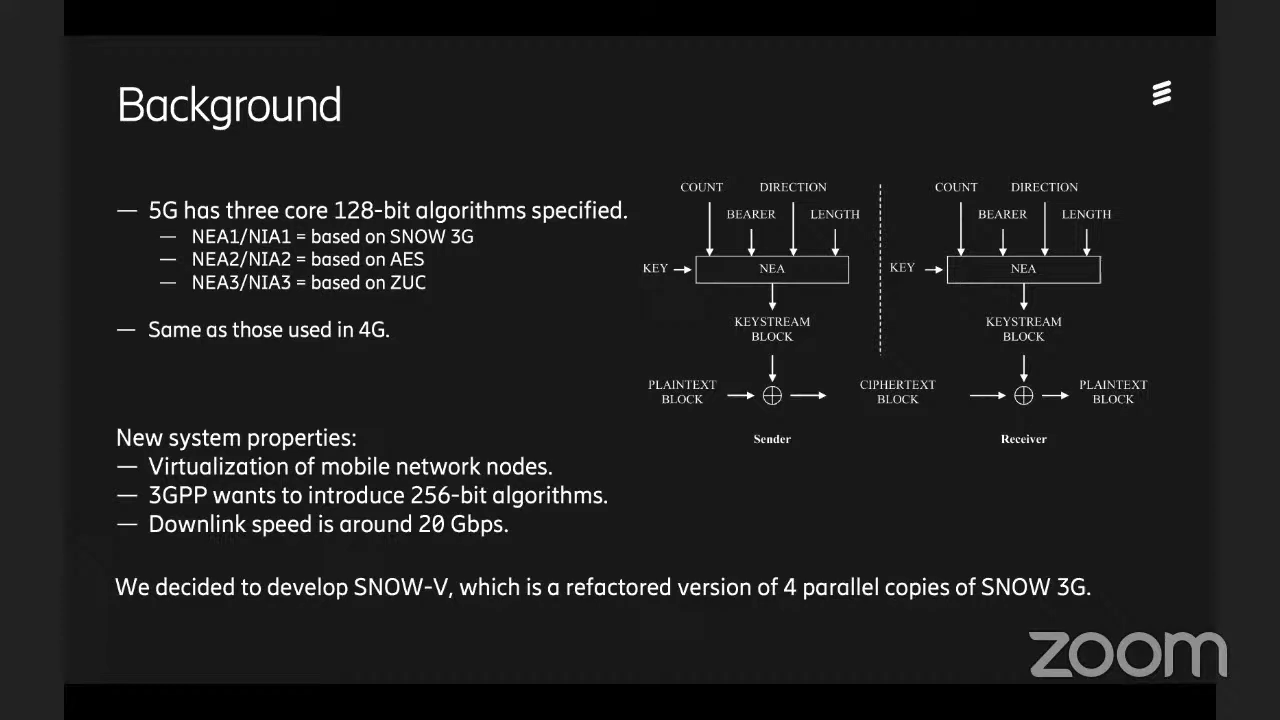 Background
— 5G has three core 128-bit algorithms specified.
— NEA1/NIA1 = based on SNOW 3G
— NEA2/NIA2 = based on AES
— NEA3/NIA3 = based on ZUC
— Same as those used in 4G.
New system properties:
— Virtualization of mobile network nodes.
— 3GPP wants to introduce 256-bit algorithms.
— Downlink speed is around 20 Gbps.
We decided to develop SNOW-V, which is a refactored version of 4 parallel copies of SNOW 3G.
COUNT DIRECTION
BEARER LENGTH
KEY NEA
KEYSTREAM
BLOCK
PLAINTEXT
BLOCK
Sender
CIPHERTEXT
BLOCK
COUNT DIRECTION
BEARER LENGTH
KEY NEA
KEYSTREAM
BLOCK
PLAINTEXT
BLOCK
Receiver
zoom